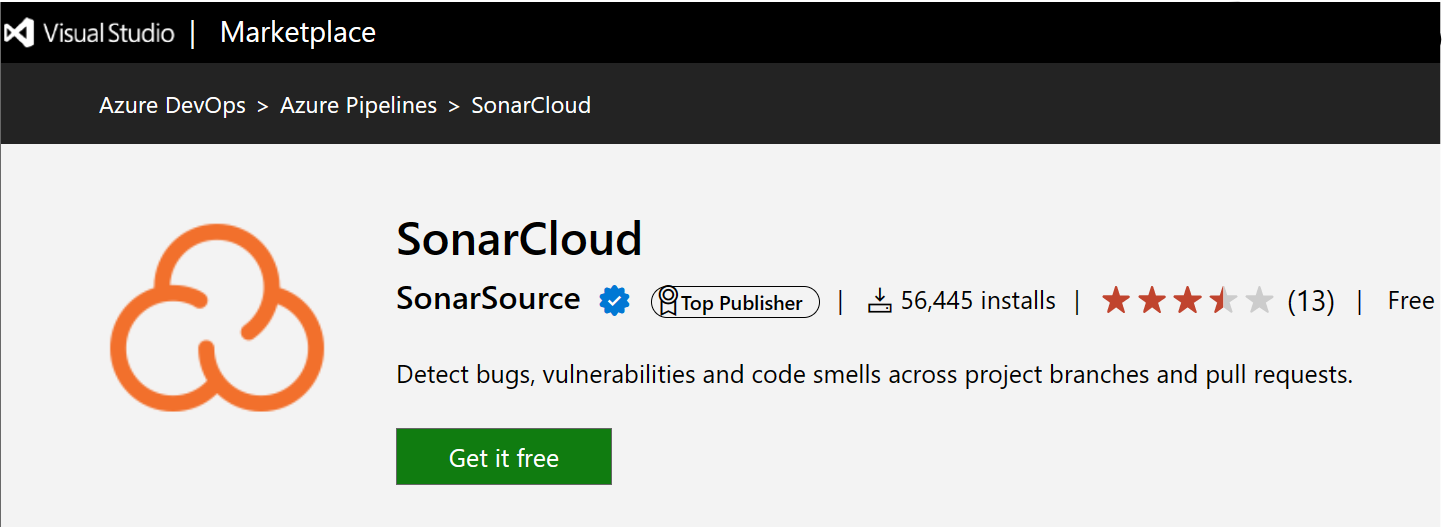 Visual Studio | Marketplace
Azure DevOps > Azure Pipelines > SonarCloud
SonarCloud
SonarSource Top Publisher | 56,445 installs | (13) | Free
Detect bugs, vulnerabilities and code smells across project branches and pull requests.
Get it free